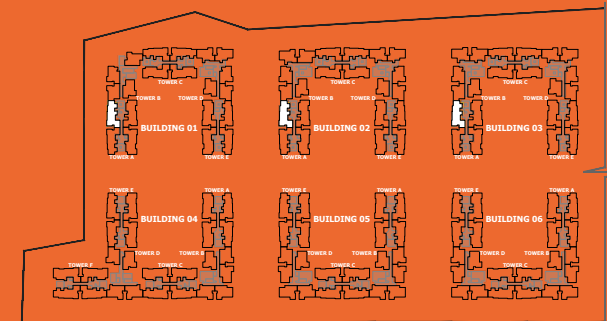 TOWER C TOWER C TOWER C
TOWER B TOWER D TOWER B TOWER D TOWER B TOWER D
BUILDING 01 BUILDING 02 BUILDING 03
TOWER A TOWER E TOWER A TOWER E TOWER A TOWER E
TOWER E TOWER A TOWER E TOWER A TOWER E TOWER A
BUILDING 04 BUILDING 05 BUILDING 06
TOWER D TOWER B TOWER D TOWER B TOWER D TOWER B
TOWER F TOWER C TOWER C TOWER C